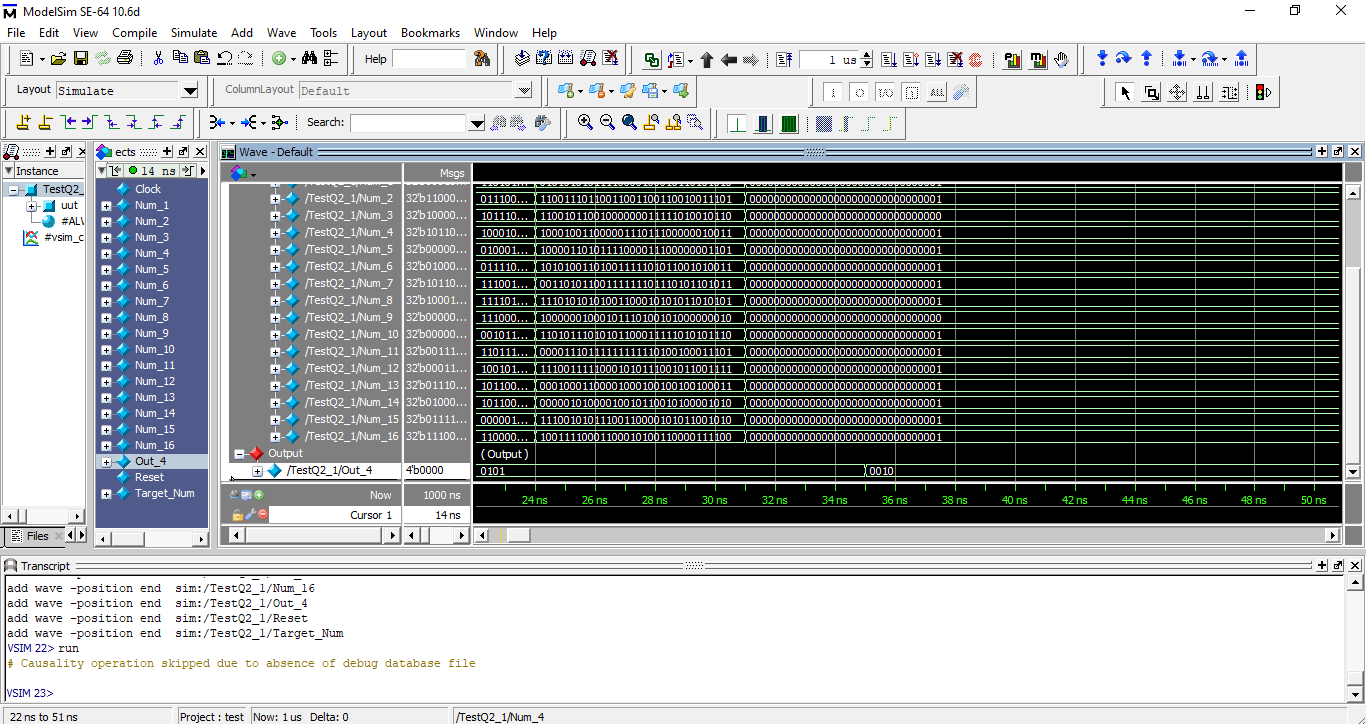 ModelSim SE-64 10.6d
File Edit View Compile Simulate Add Wave Tools Layout Bookmarks Window Help
Help 1 us
Layout Simulate ColumnLayout Default
Search:
ects Wave - Default
Instance 14 ns Msgs
TestQ2_
uut
#vsim_c
Clock
Num_1
Num_2
Num_3
Num_4
Num_5
Num_6
Num_7
Num_8
Num_9
Num_10
Num_11
Num_12
Num_13
Num_14
Num_15
Num_16
Out_4
Reset
Target_Num
/TestQ2_1/Num_2 32'b11000... 011100... 00000000000000000000000000000001
/TestQ2_1/Num_3 32'b10000... 101110... 00000000000000000000000000000000
/TestQ2_1/Num_4 32'b10110... 100010... 00000000000000000000000000000001
/TestQ2_1/Num_5 32'b00000... 010001... 00000000000000000000000000000001
/TestQ2_1/Num_6 32'b01000... 011110... 00000000000000000000000000000001
/TestQ2_1/Num_7 32'b10110... 111001... 00000000000000000000000000000001
/TestQ2_1/Num_8 32'b10001... 111101... 00000000000000000000000000000001
/TestQ2_1/Num_9 32'b00000... 111000... 00000000000000000000000000000000
/TestQ2_1/Num_10 32'b00000... 001011... 00000000000000000000000000000001
/TestQ2_1/Num_11 32'b00111... 110111... 00000000000000000000000000000001
/TestQ2_1/Num_12 32'b00011... 100101... 00000000000000000000000000000001
/TestQ2_1/Num_13 32'b01110... 101100... 00000000000000000000000000000001
/TestQ2_1/Num_14 32'b01000... 101100... 00000000000000000000000000000001
/TestQ2_1/Num_15 32'b01111... 000001... 00000000000000000000000000000001
/TestQ2_1/Num_16 32'b11100... 110000... 00000000000000000000000000000001
Output (Output)
/TestQ2_1/Out_4 4'b0000 0101 0010
Now 1000 ns 24 ns 26 ns 28 ns 30 ns 32 ns 34 ns 36 ns 38 ns 40 ns 42 ns 44 ns 46 ns 48 ns 50 ns
Cursor 1 14 ns
Files
Transcript
add wave -position end sim:/TestQ2_1/Num_16
add wave -position end sim:/TestQ2_1/Out_4
add wave -position end sim:/TestQ2_1/Reset
add wave -position end sim:/TestQ2_1/Target_Num
VSIM 22> run
# Causality operation skipped due to absence of debug database file
VSIM 23>
22 ns to 51 ns Project : test Now: 1 us Delta: 0 /TestQ2_1/Num_4